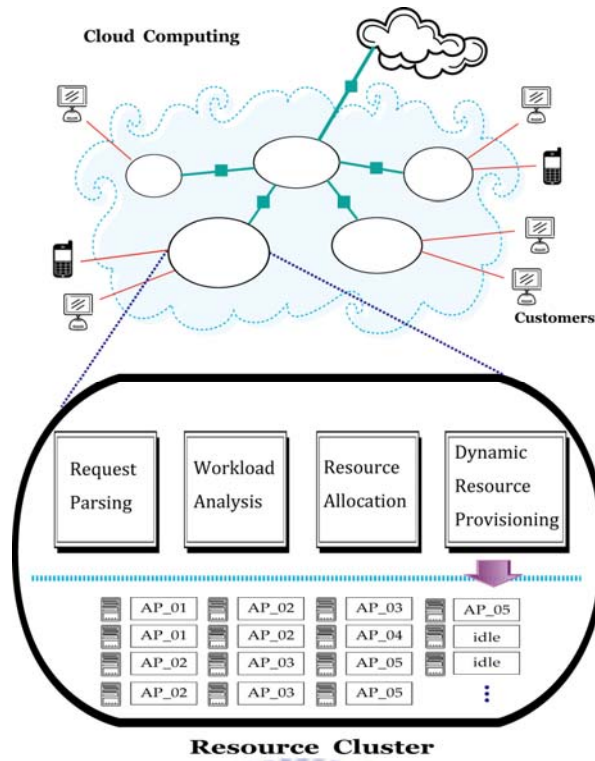 Cloud Computing
Customers
Request
Parsing
Workload
Analysis
Resource
Allocation
Dynamic
Resource
Provisioning
AP_01 AP_02 AP_03 AP_05
AP_01 AP_02 AP_04 idle
AP_02 AP_03 AP_05 idle
AP_02 AP_03 AP_05
Resource Cluster